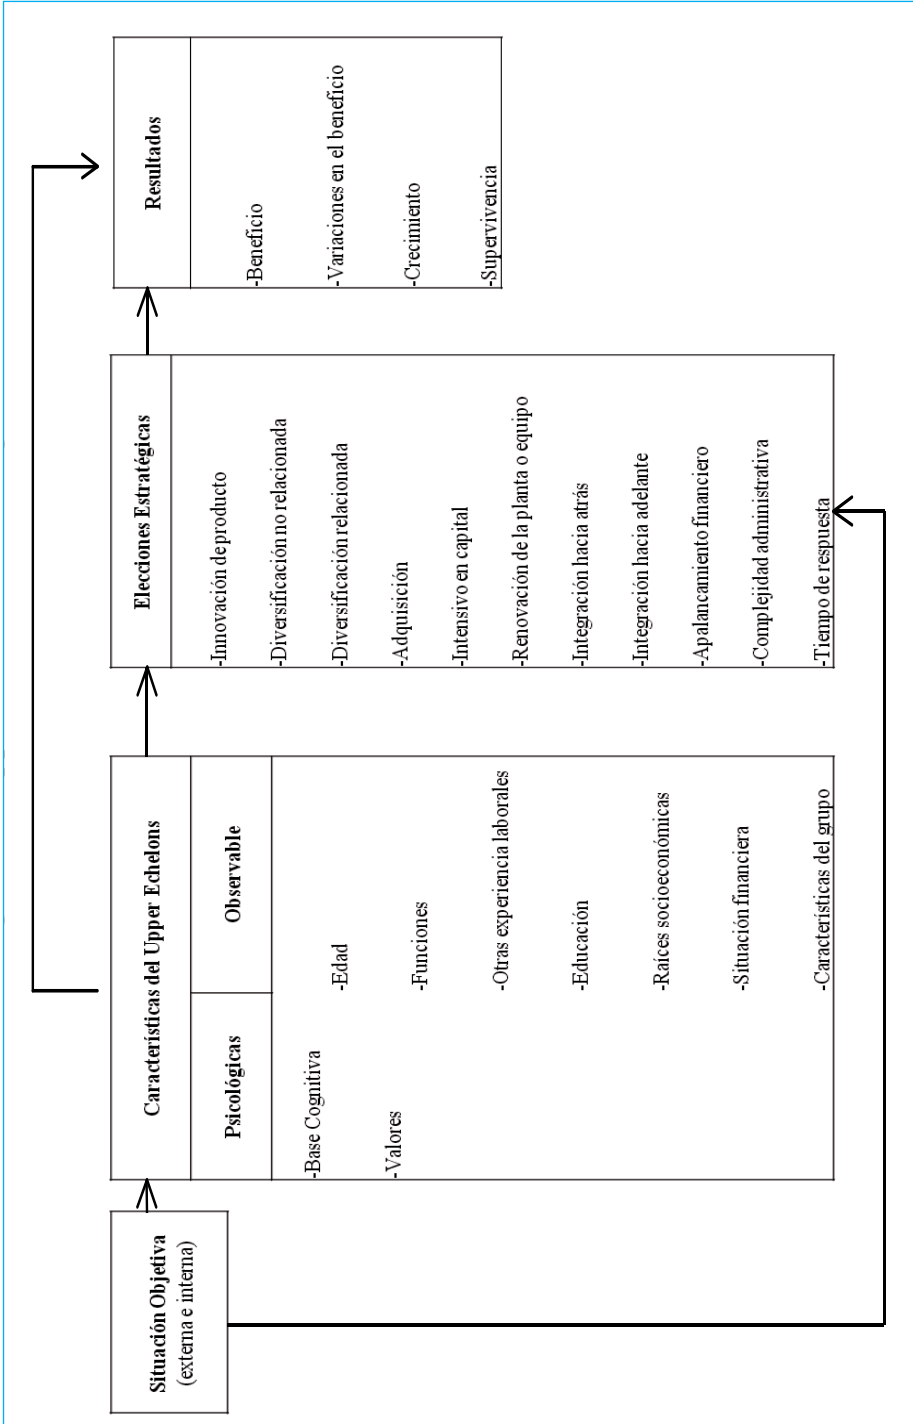 Situación Objetiva
(externa e interna)
Características del Upper Echelons
Psicológicas
Observable
-Base Cognitiva
-Valores
-Edad
-Funciones
-Otras experiencia laborales
-Educación
-Raíces socioeconómicas
-Situación financiera
-Características del grupo
Elecciones Estratégicas
-Innovación de producto
-Diversificación no relacionada
-Diversificación relacionada
-Adquisición
-Intensivo en capital
-Renovación de la planta o equipo
-Integración hacia atrás
-Integración hacia adelante
-Apalancamiento financiero
-Complejidad administrativa
-Tiempo de respuesta
Resultados
-Beneficio
-Variaciones en el beneficio
-Crecimiento
-Supervivencia